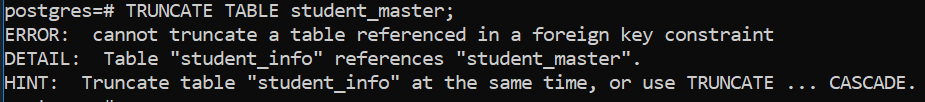 postgres=# TRUNCATE TABLE student_master;
ERROR:  cannot truncate a table referenced in a foreign key constraint
DETAIL:  Table "student_info" references "student_master".
HINT:  Truncate table "student_info" at the same time, or use TRUNCATE ... CASCADE.